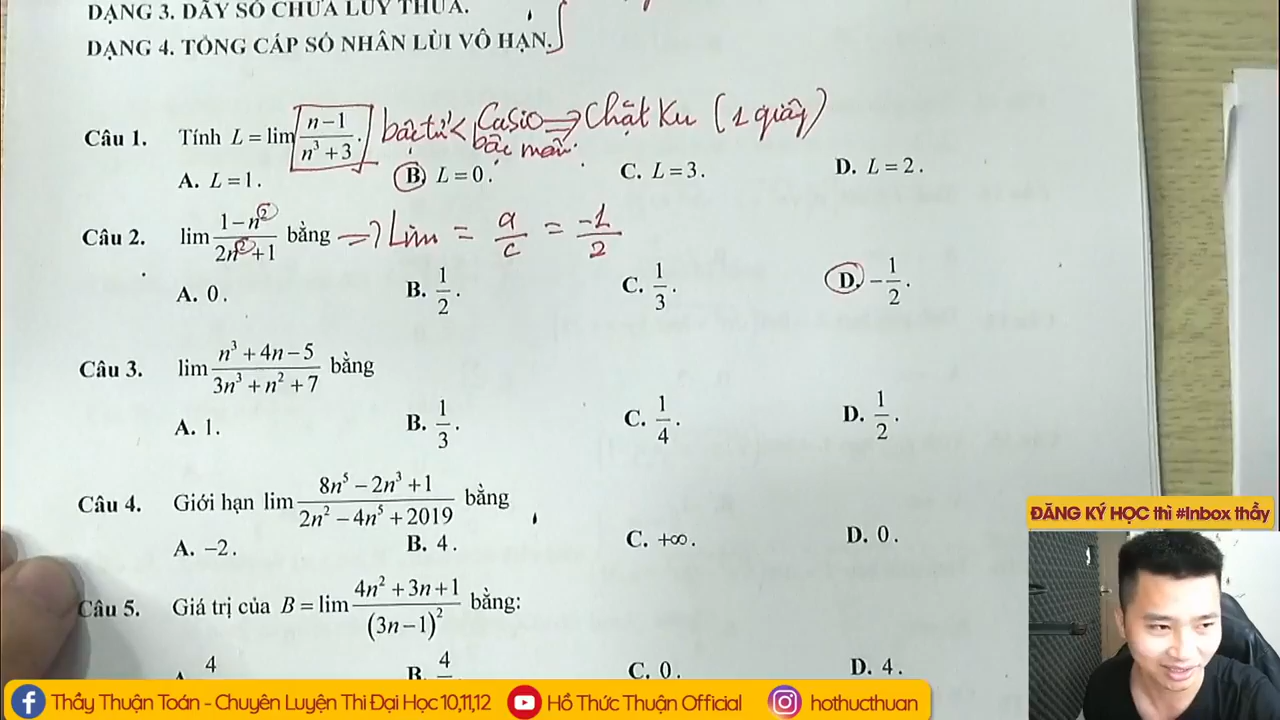 DẠNG 3. DÃY SỐ CHỨA LŨY THỪA.
DẠNG 4. TỔNG CẤP SỐ NHÂN LÙI VÔ HẠN.
Câu 1. Tính L = lim (n−1)/(n³+3). bậc tử < bậc mẫu. Casio ⇒ Chặt Ku (1 giây)
A. L = 1. B. L = 0. C. L = 3. D. L = 2.
Câu 2. lim (1−n²)/(2n²+1) bằng ⇒ Lim = a/c = −1/2
A. 0. B. 1/2. C. 1/3. D. −1/2.
Câu 3. lim (n³+4n−5)/(3n³+n²+7) bằng
A. 1. B. 1/3. C. 1/4. D. 1/2.
Câu 4. Giới hạn lim (8n⁵−2n³+1)/(2n²−4n⁵+2019) bằng
A. −2. B. 4. C. +∞. D. 0.
Câu 5. Giá trị của B = lim (4n²+3n+1)/(3n−1)² bằng:
4 B. 4 C. 0. D. 4.
ĐĂNG KÝ HỌC thì #Inbox thầy
Thầy Thuận Toán - Chuyên Luyện Thi Đại Học 10,11,12 Hồ Thức Thuận Official hothucthuan